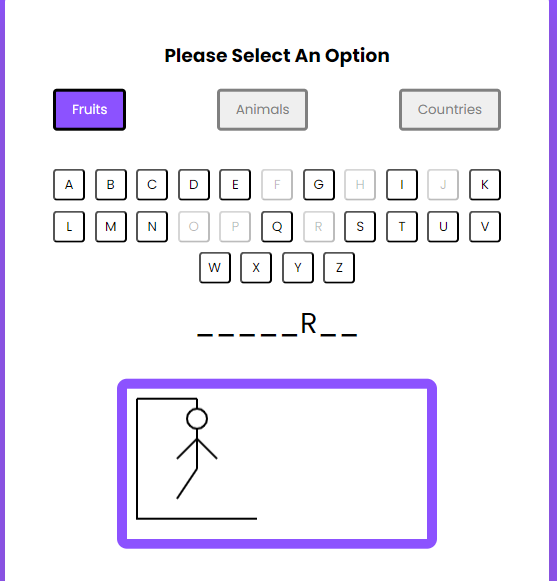 Please Select An Option
Fruits Animals Countries
A B C D E F G H I J K
L M N O P Q R S T U V
W X Y Z
_ _ _ _ _ R _ _